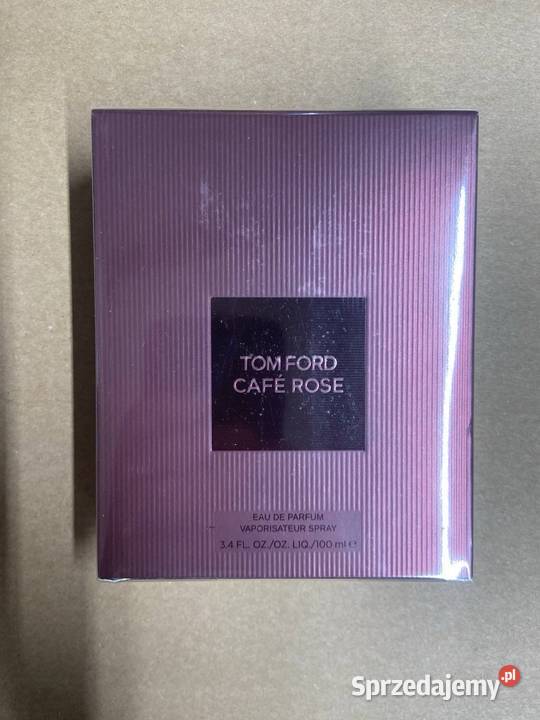 TOM FORD
CAFÉ ROSE
EAU DE PARFUM
VAPORISATEUR SPRAY
3.4 FL. OZ./OZ. LIQ./100 ml ℮
Sprzedajemy.pl